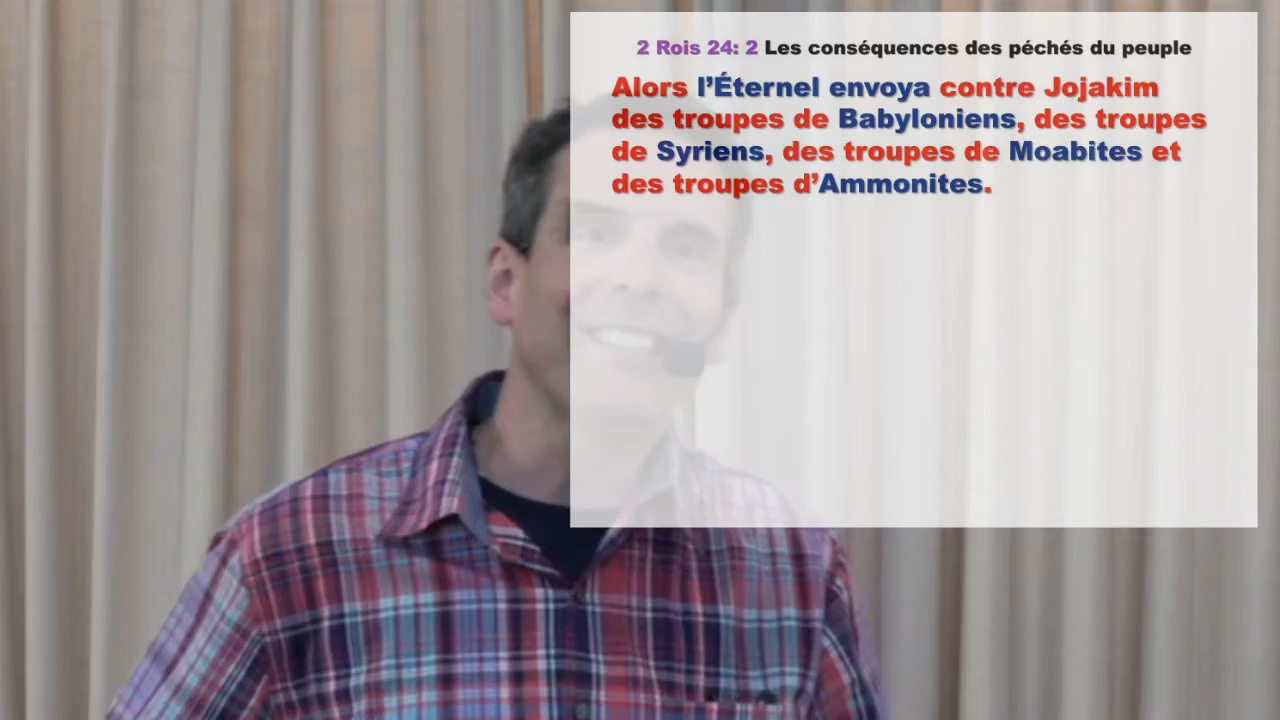 2 Rois 24: 2 Les conséquences des péchés du peuple
Alors l’Éternel envoya contre Jojakim
des troupes de Babyloniens, des troupes
de Syriens, des troupes de Moabites et
des troupes d’Ammonites.